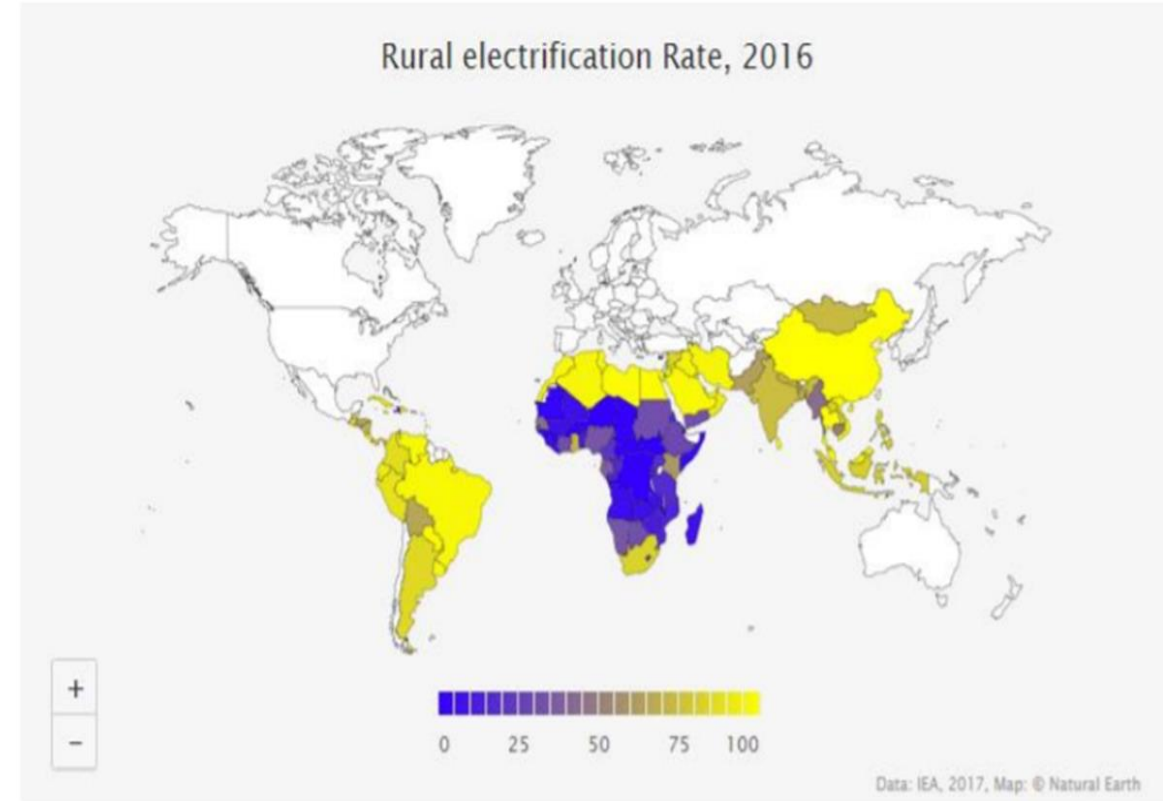 Rural electrification Rate, 2016
+
−
0 25 50 75 100
Data: IEA, 2017, Map: © Natural Earth